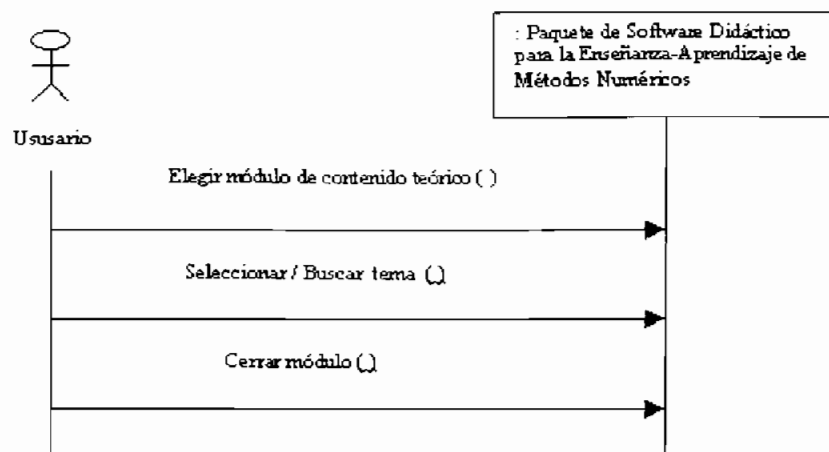 : Paquete de Software Didáctico
para la Enseñanza-Aprendizaje de
Métodos Numéricos
Ususario
Elegir módulo de contenido teórico ( )
Seleccionar / Buscar tema ()
Cerrar módulo ()